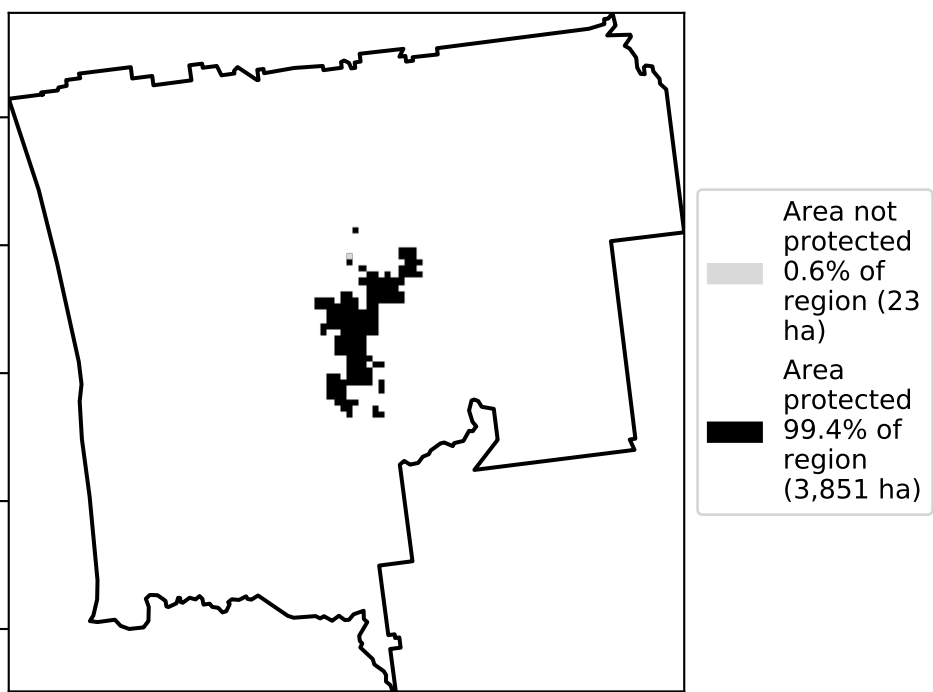 Area not
protected
0.6% of
region (23
ha)
Area
protected
99.4% of
region
(3,851 ha)